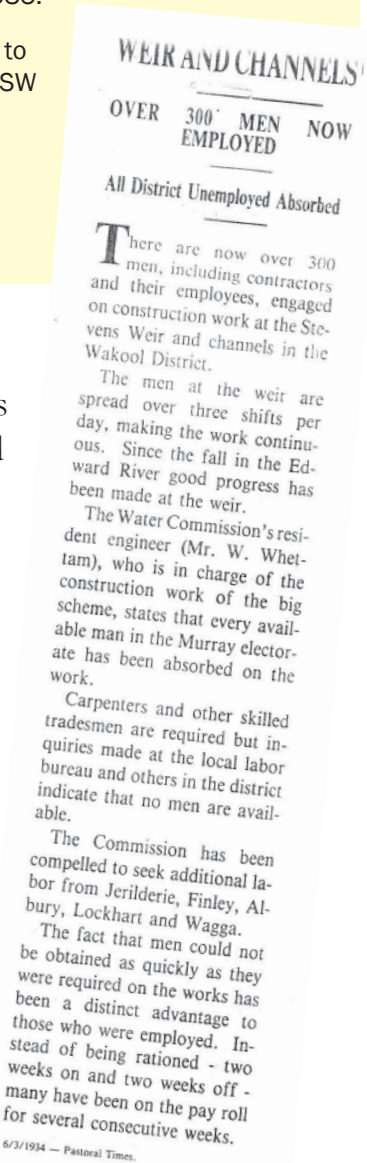 to
SW
WEIR AND CHANNELS
OVER 300 MEN NOW
EMPLOYED
All District Unemployed Absorbed
There are now over 300
men, including contractors
and their employees, engaged
on construction work at the Ste-
vens Weir and channels in the
Wakool District.
The men at the weir are
spread over three shifts per
day, making the work continu-
ous. Since the fall in the Ed-
ward River good progress has
been made at the weir.
The Water Commission's resi-
dent engineer (Mr. W. Whet-
tam), who is in charge of the
construction work of the big
scheme, states that every avail-
able man in the Murray elector-
ate has been absorbed on the
work.
Carpenters and other skilled
tradesmen are required but in-
quiries made at the local labor
bureau and others in the district
indicate that no men are avail-
able.
The Commission has been
compelled to seek additional la-
bor from Jerilderie, Finley, Al-
bury, Lockhart and Wagga.
The fact that men could not
be obtained as quickly as they
were required on the works has
been a distinct advantage to
those who were employed. In-
stead of being rationed - two
weeks on and two weeks off -
many have been on the pay roll
for several consecutive weeks.
6/3/1934 — Pastoral Times.